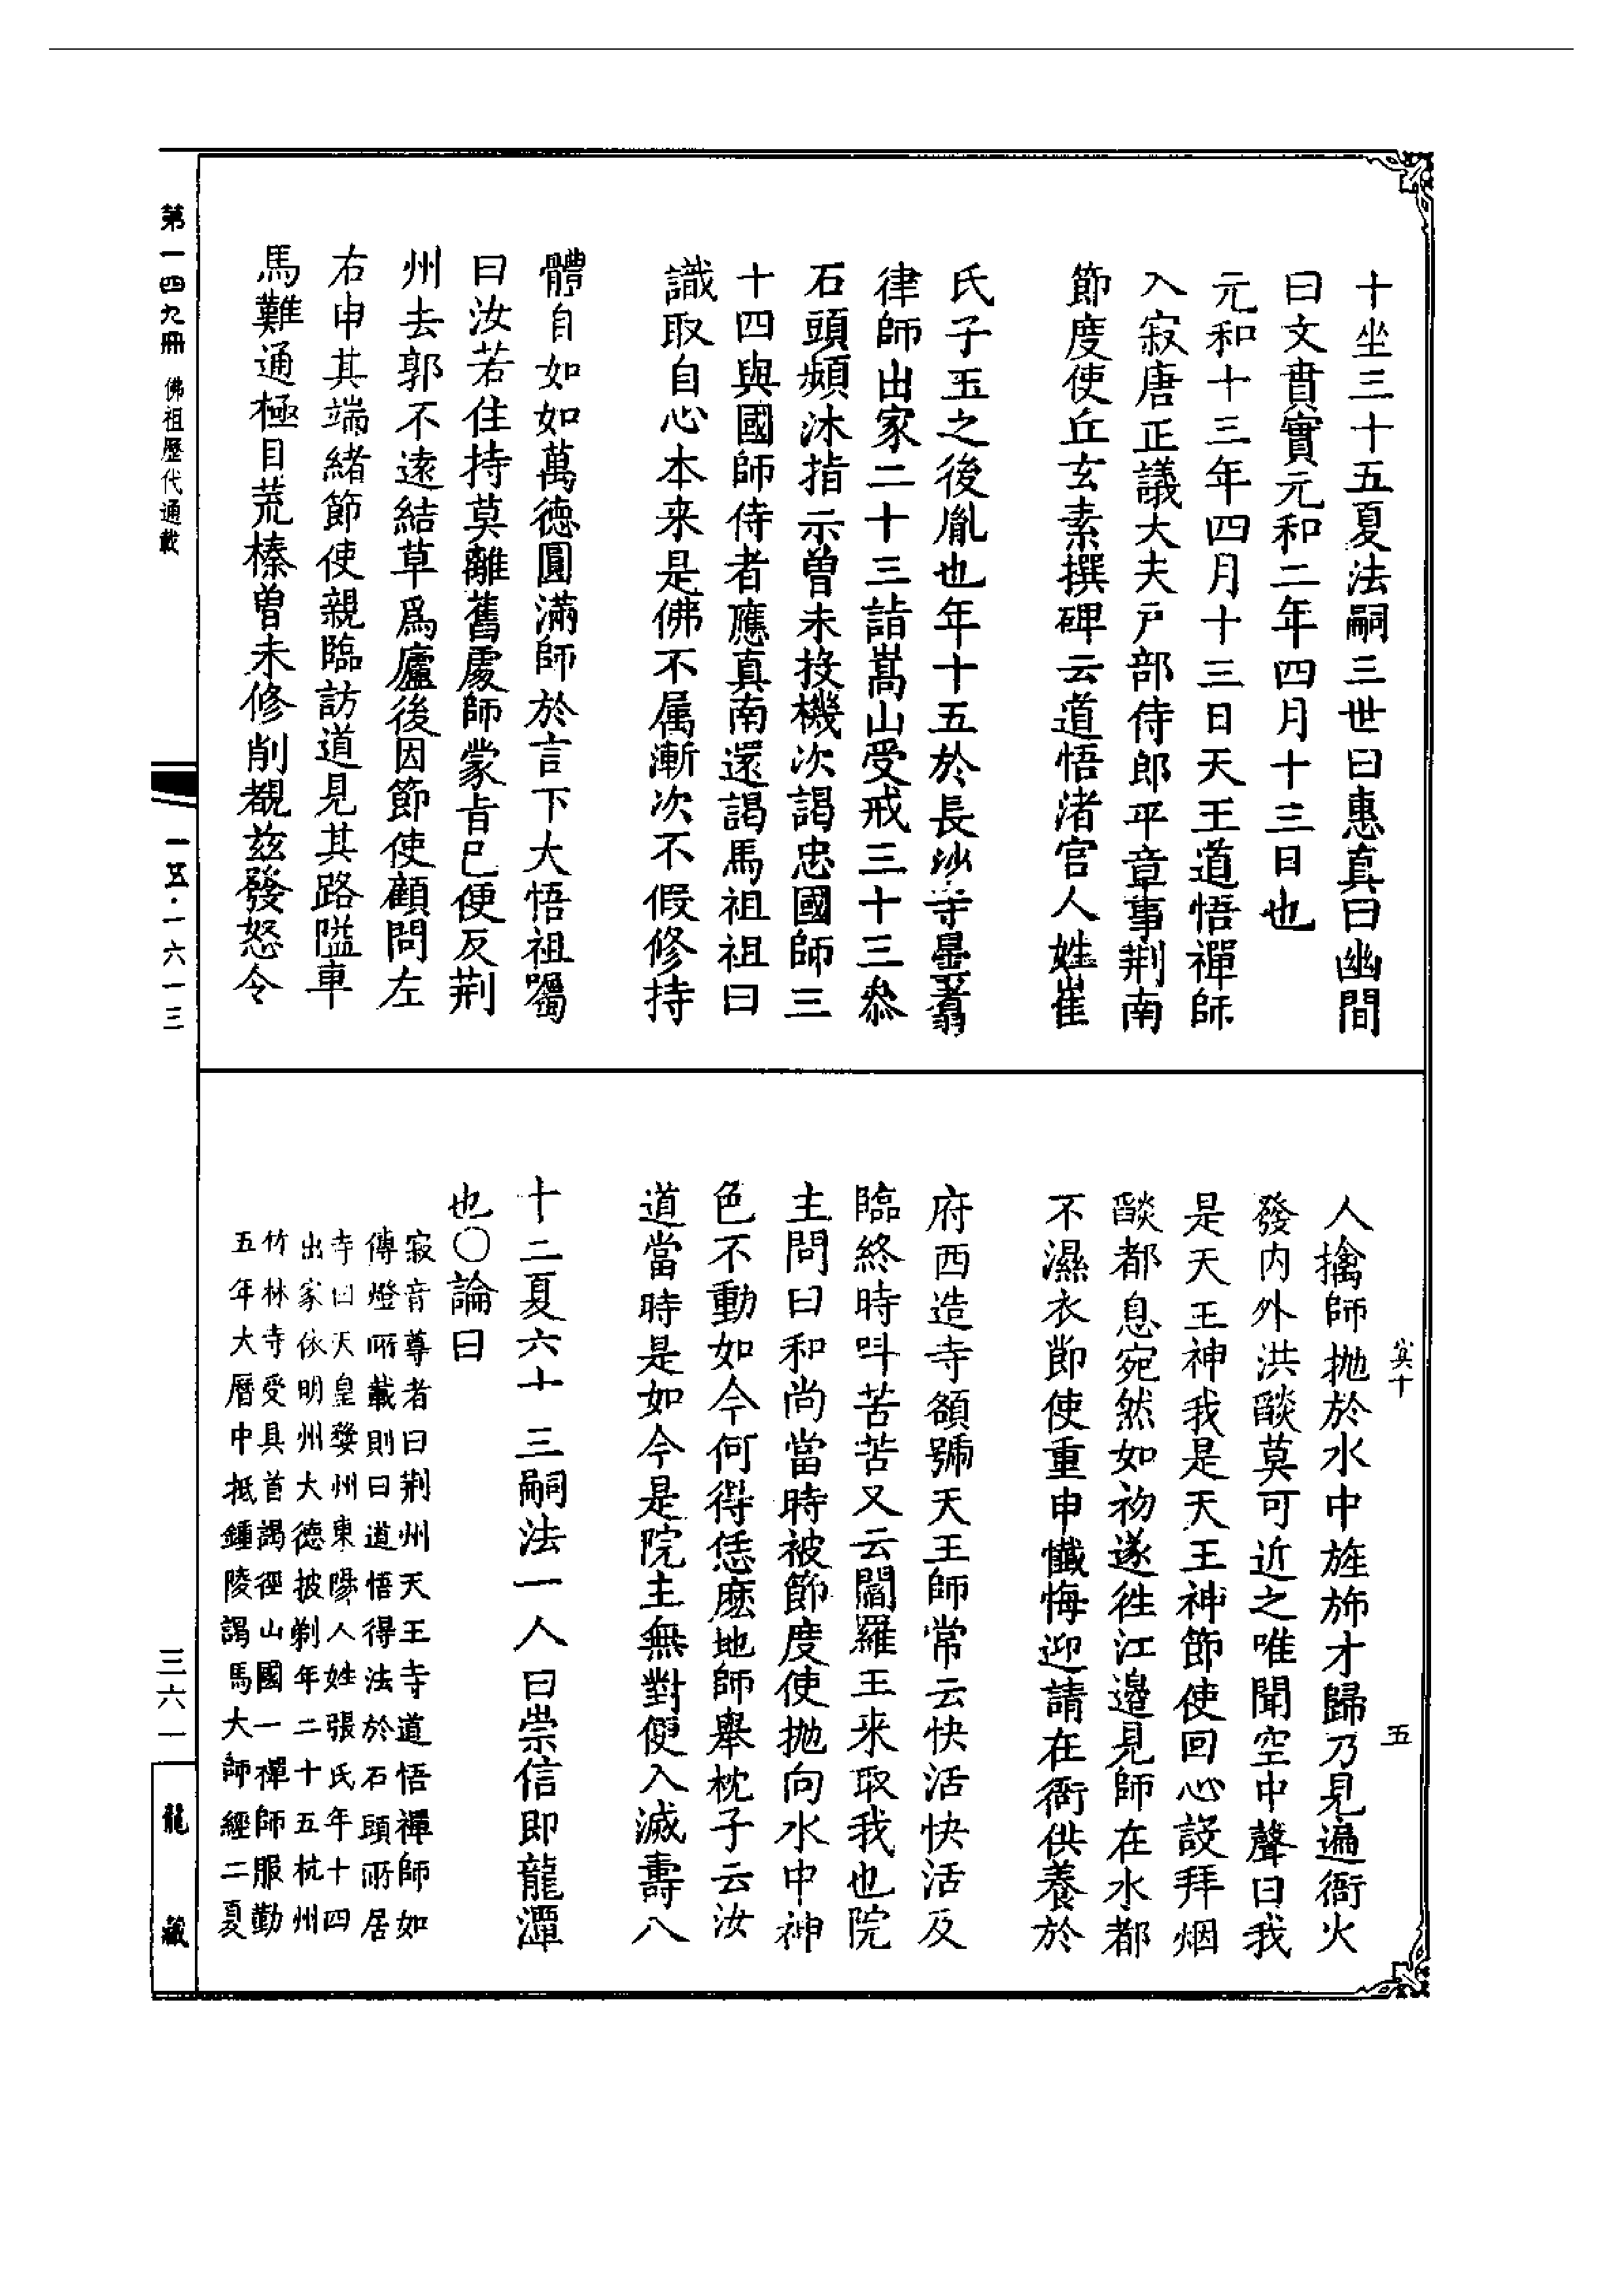 十坐三十五夏法嗣三世曰惠真曰幽間
曰文賁實元和二年四月十三日也
元和十三年四月十三日天王道悟禪師
入寂唐正議大夫戶部侍郎平章事荆南
節度使丘玄素撰碑云道悟渚宫人姓崔
氏子玉之後胤也年十五於長沙寺曇翥
律師出家二十三詣嵩山受戒三十三叅
石頭頻沐指示曾未投機次謁忠國師三
十四與國師侍者應真南還謁馬祖祖曰
識取自心本来是佛不属漸次不假修持
體自如如萬德圓滿師於言下大悟祖囑
曰汝若住持莫離舊處師蒙旨已便反荆
州去郭不遠結草爲廬後因節使顧問左
右申其端緒節使親臨訪道見其路隘車
馬難通極目荒榛曾未修削覩兹發怒令
人擒師抛於水中旌斾才歸乃見遍衙火
發内外洪燄莫可近之唯聞空中聲曰我
是天王神我是天王神節使回心設拜烟
燄都息宛然如初遂徃江邉見師在水都
不濕衣節使重申懺悔迎請在衙供養於
府西造寺額號天王師常云快活快活及
臨終時呌苦苦又云閻羅王来取我也院
主問曰和尚當時被節度使抛向水中神
色不動如今何得恁麽地師舉枕子云汝
道當時是如今是院主無對便入滅壽八
十二夏六十三嗣法一人曰崇信即龍潭
也〇論曰
寂音尊者曰荆州天王寺道悟禪師如
傳燈所載則曰道悟得法於石頭所居
寺曰天皇婺州東陽人姓張氏年十四
出家依明州大德披剃年二十五杭州
竹林寺受具首謁徑山國一禪師服勤
五年大曆中抵鍾陵謁馬大師經二夏
寘十
五
第一四九冊 佛祖歷代通載
一五·一六一三
三六一
龍藏